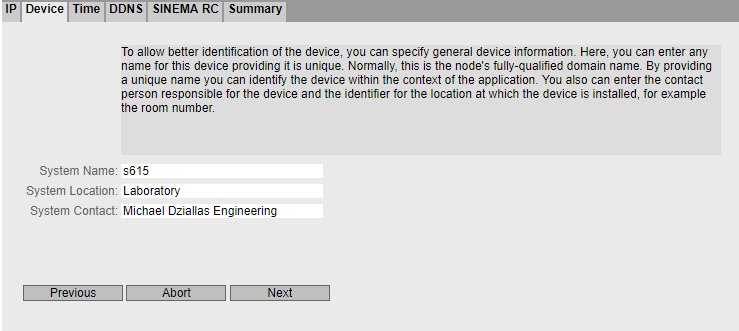 IP Device Time DDNS SINEMA RC Summary
To allow better identification of the device, you can specify general device information. Here, you can enter any
name for this device providing it is unique. Normally, this is the node's fully-qualified domain name. By providing
a unique name you can identify the device within the context of the application. You also can enter the contact
person responsible for the device and the identifier for the location at which the device is installed, for example
the room number.
System Name: s615
System Location: Laboratory
System Contact: Michael Dziallas Engineering
Previous Abort Next